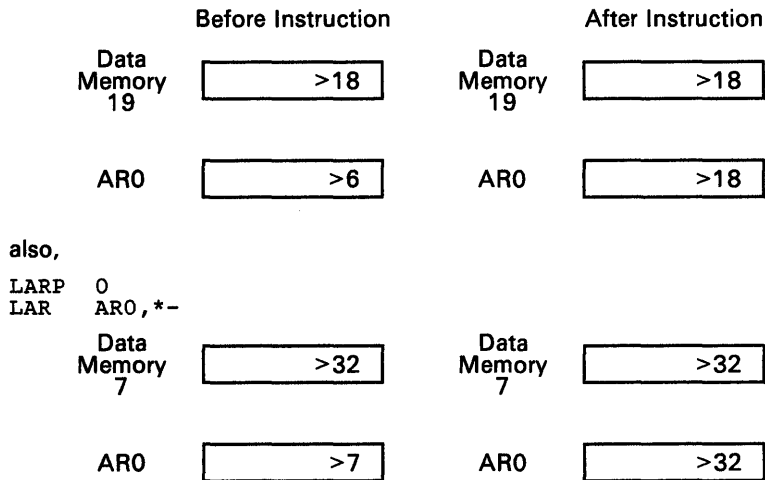 Before Instruction After Instruction
Data Memory 19 >18 Data Memory 19 >18
AR0 >6 AR0 >18
also,
LARP 0
LAR AR0,*-
Data Memory 7 >32 Data Memory 7 >32
AR0 >7 AR0 >32